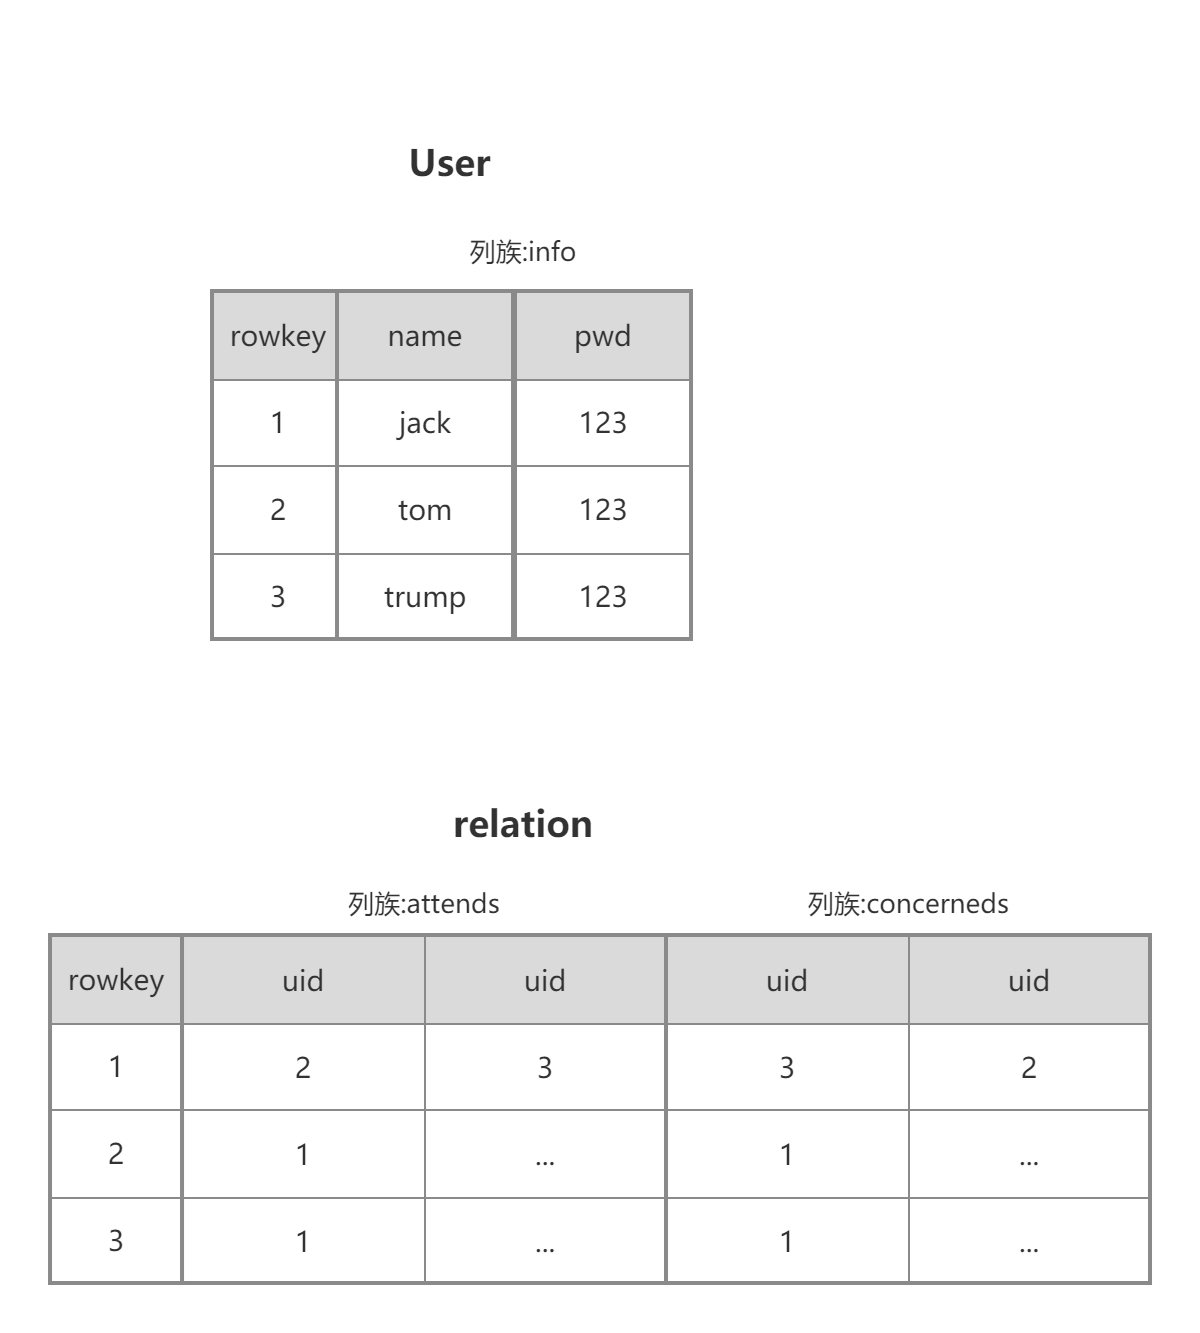 User
列族:info
rowkey name pwd
1 jack 123
2 tom 123
3 trump 123
relation
列族:attends 列族:concerneds
rowkey uid uid uid uid
1 2 3 3 2
2 1 ... 1 ...
3 1 ... 1 ...